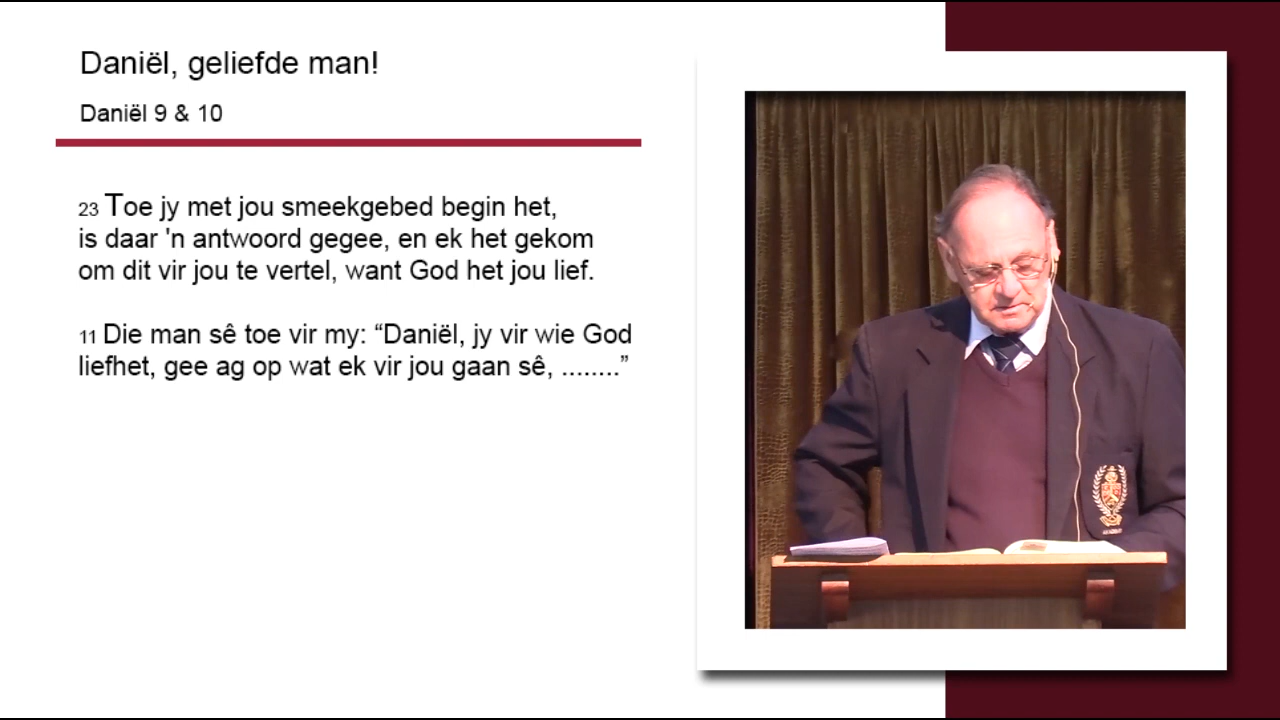 Daniël, geliefde man!
Daniël 9 & 10
23 Toe jy met jou smeekgebed begin het,
is daar 'n antwoord gegee, en ek het gekom
om dit vir jou te vertel, want God het jou lief.
11 Die man sê toe vir my: “Daniël, jy vir wie God
liefhet, gee ag op wat ek vir jou gaan sê, ........”